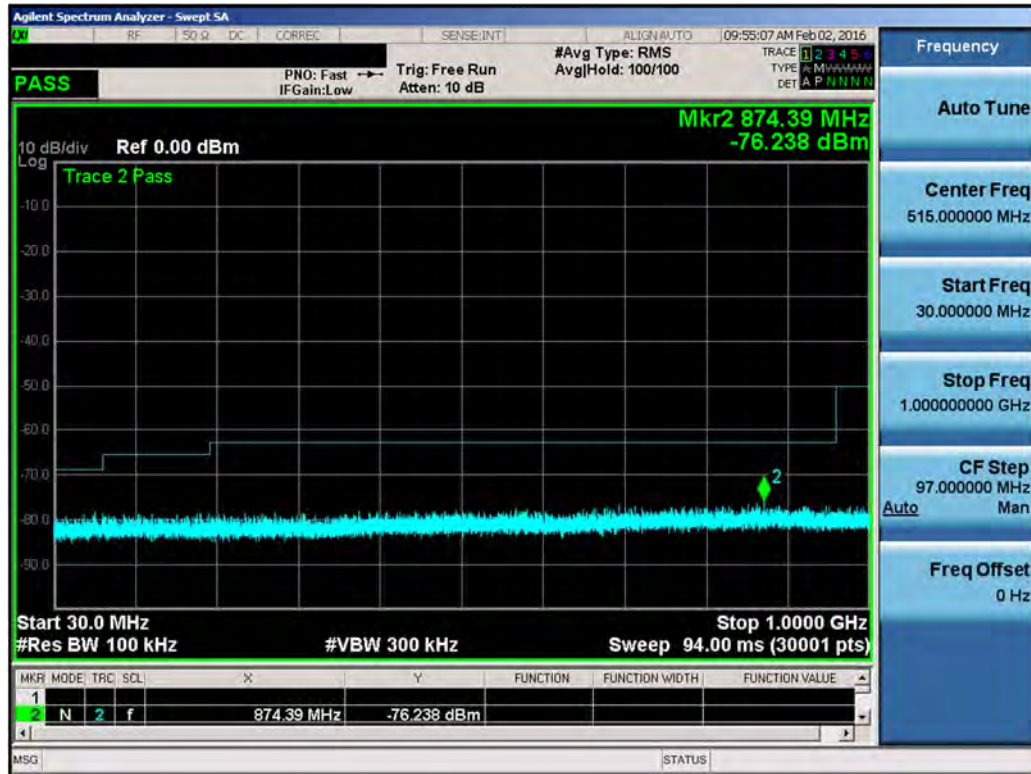 Agilent Spectrum Analyzer - Swept SA
LXI RF 50 Ω DC CORREC SENSE:INT ALIGN AUTO 09:55:07 AM Feb 02, 2016
PASS
PNO: Fast
IFGain:Low
Trig: Free Run
Atten: 10 dB
#Avg Type: RMS
Avg|Hold: 100/100
TRACE 1 2 3 4 5 6
TYPE A M W W W W W
DET A P N N N N
Mkr2 874.39 MHz
-76.238 dBm
10 dB/div Ref 0.00 dBm
Log
Trace 2 Pass
-10.0
-20.0
-30.0
-40.0
-50.0
-60.0
-70.0
-80.0
-90.0
2
Start 30.0 MHz Stop 1.0000 GHz
#Res BW 100 kHz #VBW 300 kHz Sweep 94.00 ms (30001 pts)
MKR MODE TRC SCL X Y FUNCTION FUNCTION WIDTH FUNCTION VALUE
1
2 N 2 f 874.39 MHz -76.238 dBm
MSG STATUS
Frequency
Auto Tune
Center Freq
515.000000 MHz
Start Freq
30.000000 MHz
Stop Freq
1.000000000 GHz
CF Step
97.000000 MHz
Auto Man
Freq Offset
0 Hz